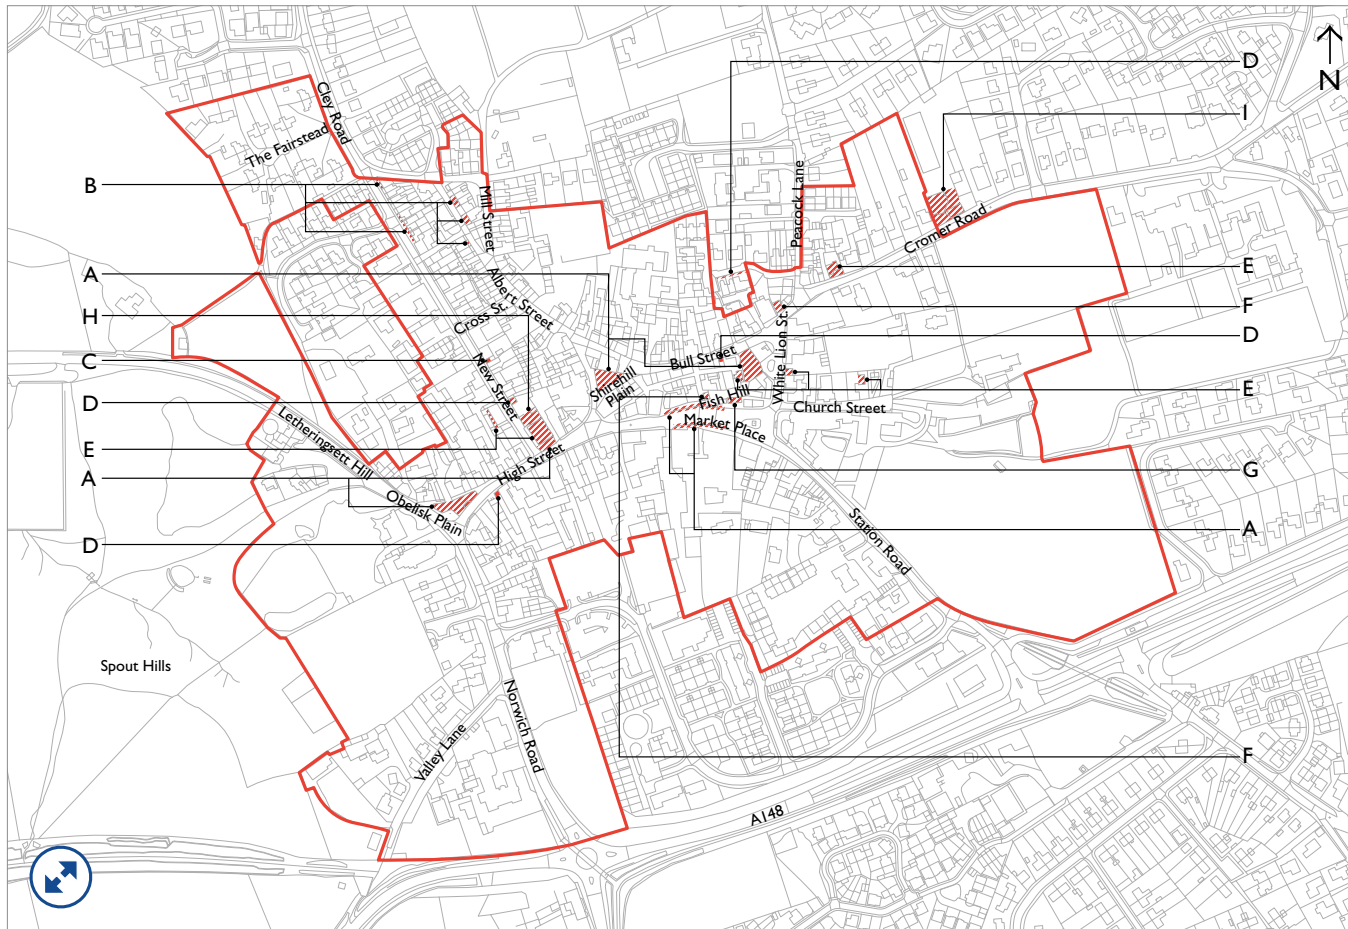 N
D
I
Cley Road
The Fairstead
B
Mill Street
Peacock Lane
Cromer Road
A
E
Albert Street
H
Cross St.
F
White Lion St.
D
Bull Street
C
New Street
Shirehill
Plain
E
D
Fish Hill
Church Street
Market Place
Letheringsett Hill
E
High Street
G
A
Obelisk Plain
Station Road
A
D
Spout Hills
Norwich Road
Valley Lane
F
A148